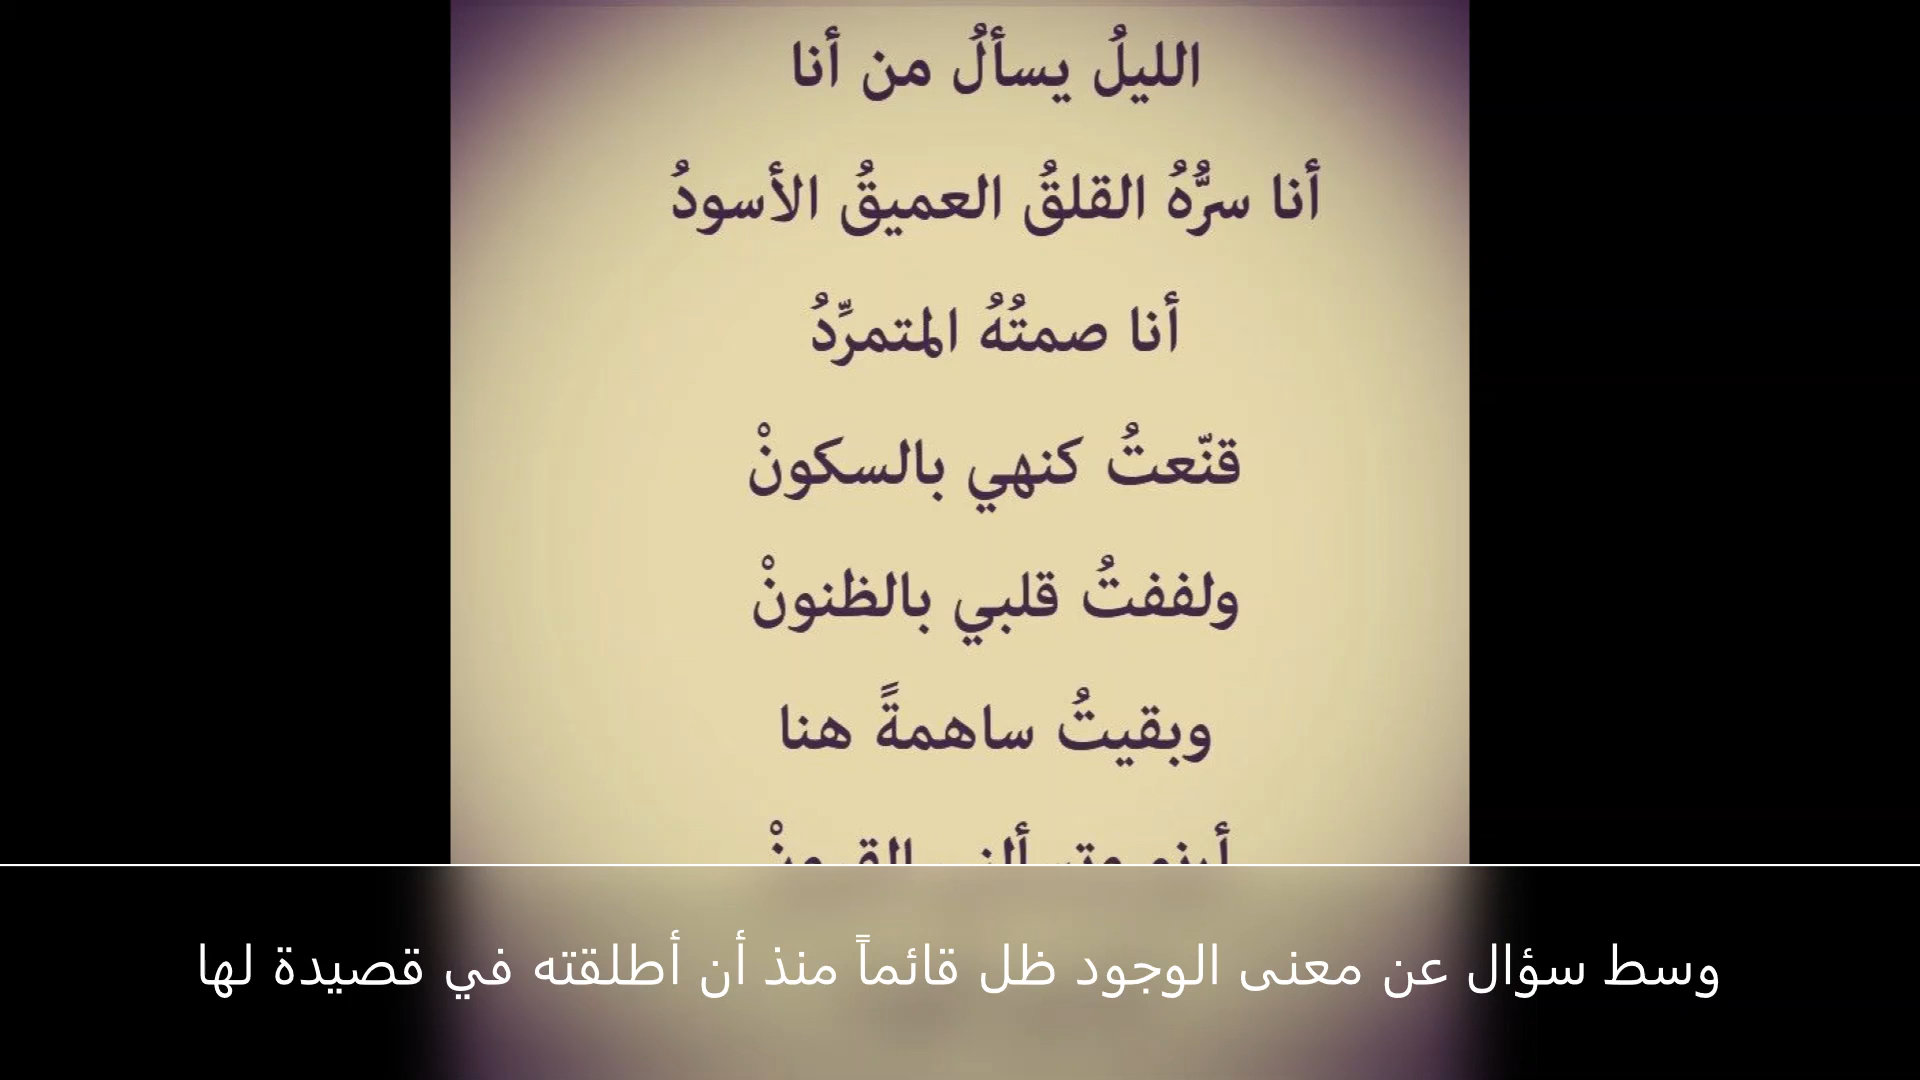 الليلُ يسألُ من أنا
أنا سرُّهُ القلقُ العميقُ الأسودُ
أنا صمتُهُ المتمرِّدُ
قنّعتُ كنهي بالسكونْ
ولففتُ قلبي بالظنونْ
وبقيتُ ساهمةً هنا
وسط سؤال عن معنى الوجود ظل قائماً منذ أن أطلقته في قصيدة لها